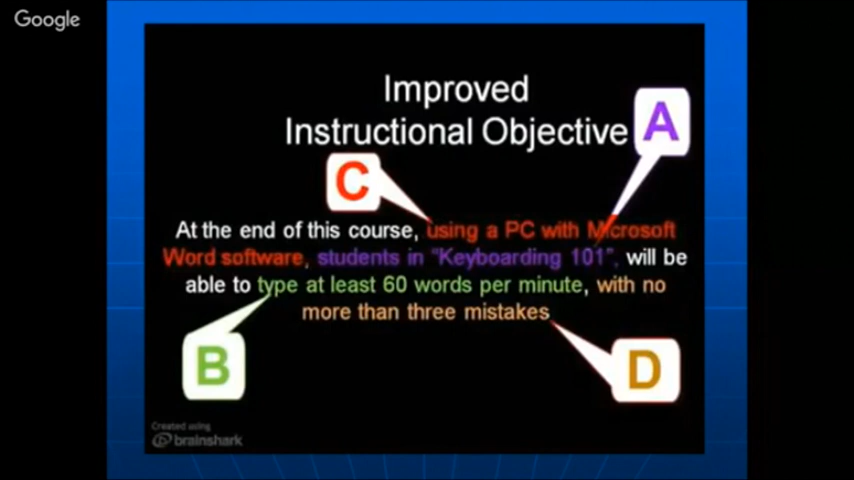 Google
Improved
Instructional Objective
A
C
At the end of this course, using a PC with Microsoft
Word software, students in "Keyboarding 101", will be
able to type at least 60 words per minute, with no
more than three mistakes
B
D
Created using
brainshark